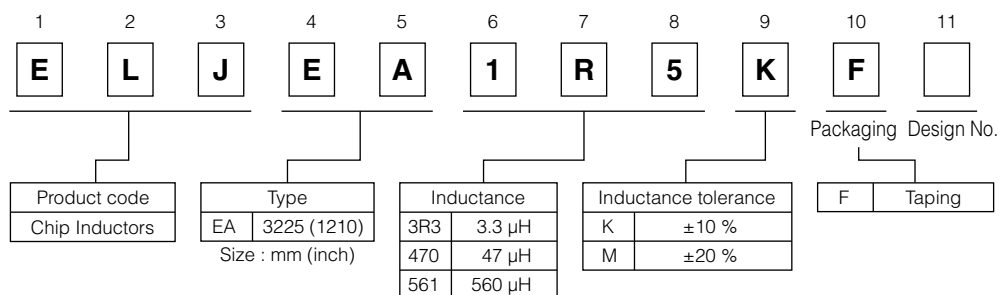 1 2 3 4 5 6 7 8 9 10 11
E L J E A 1 R 5 K F
Packaging Design No.
Product code
Chip Inductors
Type
EA 3225 (1210)
Size : mm (inch)
Inductance
3R3 3.3 µH
470 47 µH
561 560 µH
Inductance tolerance
K ±10 %
M ±20 %
F Taping